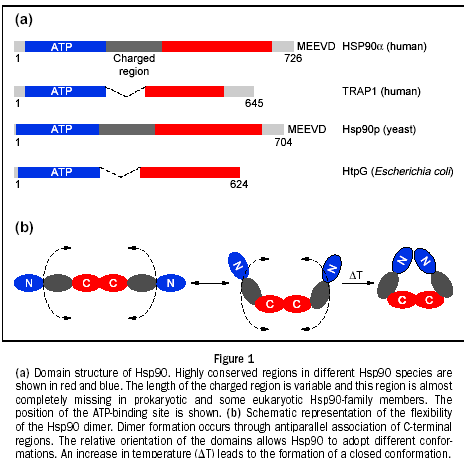 (a)
ATP
MEEVD
HSP90α (human)
1
Charged
region
726
ATP
TRAP1 (human)
1
645
ATP
MEEVD
Hsp90p (yeast)
1
704
ATP
HtpG (Escherichia coli)
1
624
(b)
N C C N
N C C N
ΔT
N N C C
Figure 1
(a) Domain structure of Hsp90. Highly conserved regions in different Hsp90 species are
shown in red and blue. The length of the charged region is variable and this region is almost
completely missing in prokaryotic and some eukaryotic Hsp90-family members. The
position of the ATP-binding site is shown. (b) Schematic representation of the flexibility
of the Hsp90 dimer. Dimer formation occurs through antiparallel association of C-terminal
regions. The relative orientation of the domains allows Hsp90 to adopt different confor-
mations. An increase in temperature (ΔT) leads to the formation of a closed conformation.